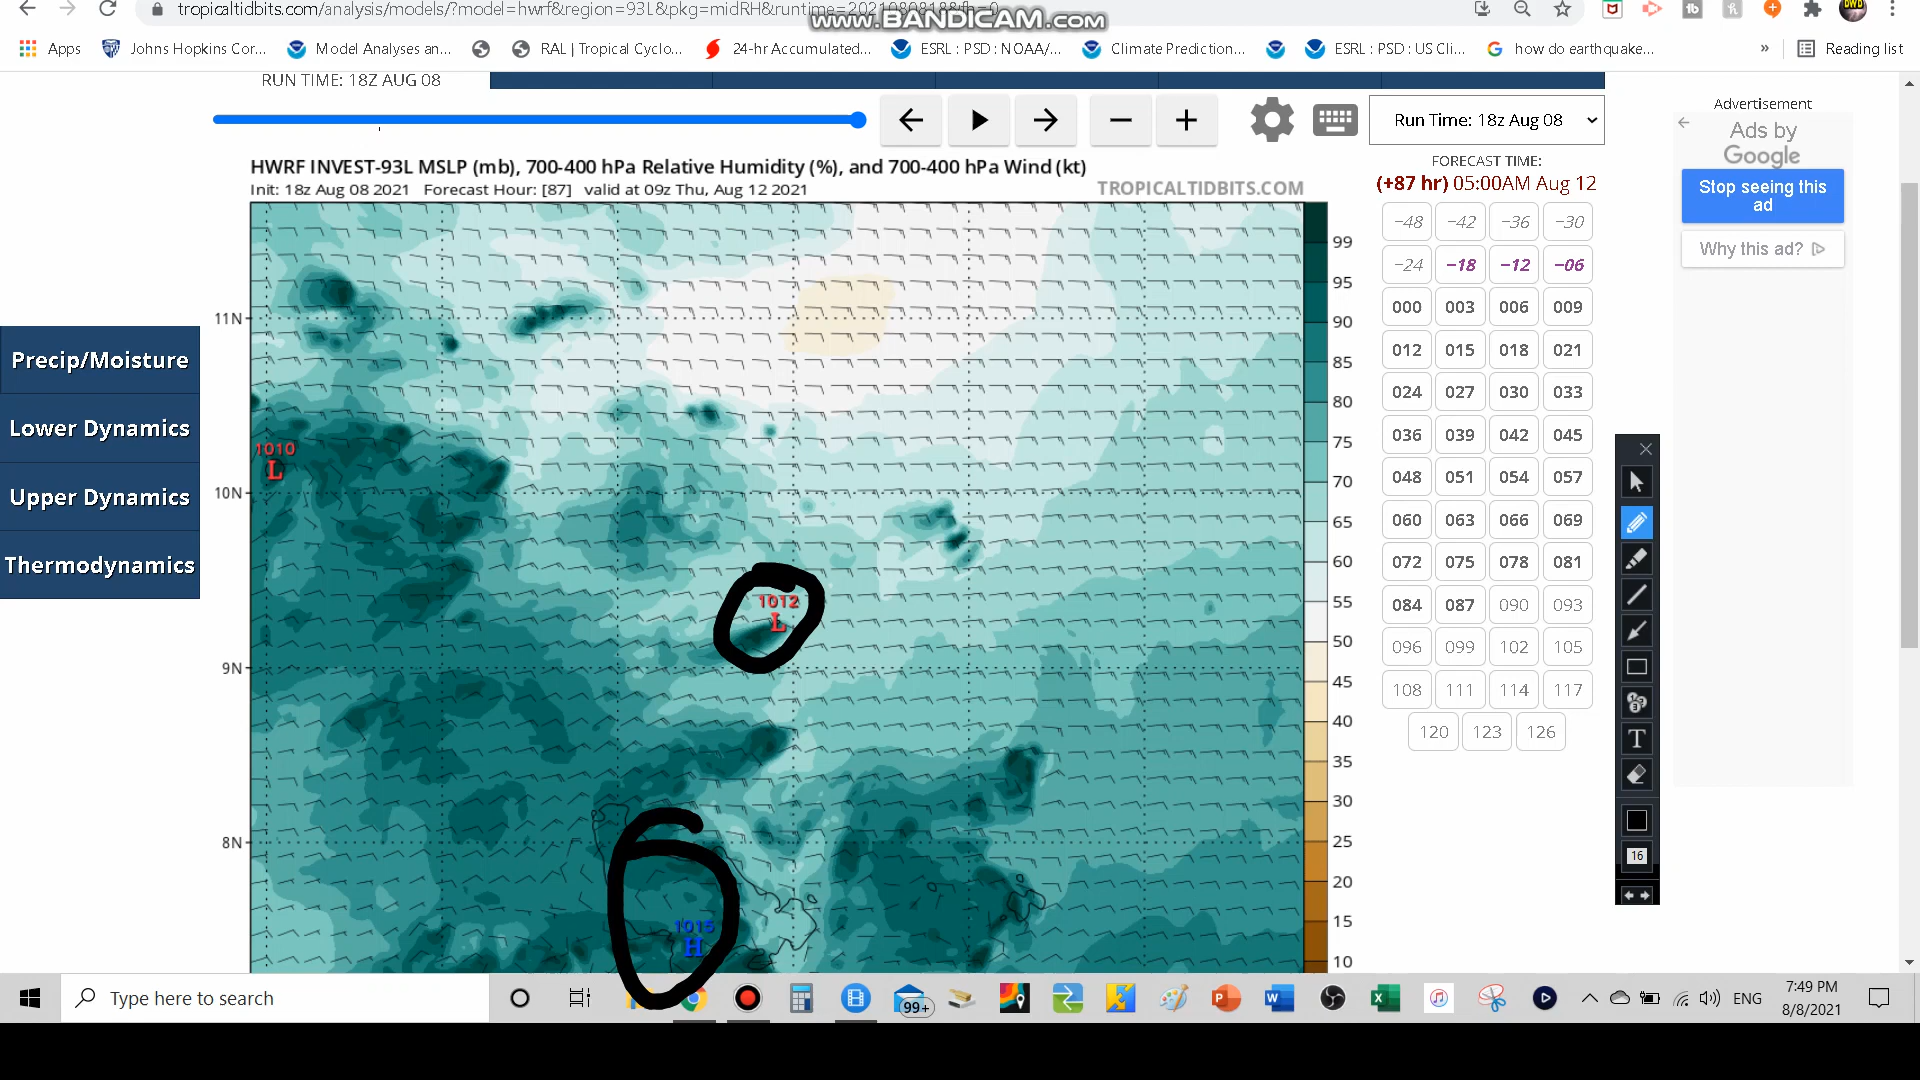 tropicaltidbits.com/analysis/models/?model=hwrf&region=93L&pkg=midRH&runtime=2021080818&fh=0
www.BANDICAM.com
Apps
Johns Hopkins Cor...
Model Analyses an...
RAL | Tropical Cyclo...
24-hr Accumulated...
ESRL : PSD : NOAA/...
Climate Prediction...
ESRL : PSD : US Cli...
how do earthquake...
»
Reading list
RUN TIME: 18Z AUG 08
Run Time: 18z Aug 08
HWRF INVEST-93L MSLP (mb), 700-400 hPa Relative Humidity (%), and 700-400 hPa Wind (kt)
Init: 18z Aug 08 2021 Forecast Hour: [87] valid at 09z Thu, Aug 12 2021
TROPICALTIDBITS.COM
FORECAST TIME:
(+87 hr) 05:00AM Aug 12
−48 −42 −36 −30
−24 −18 −12 −06
000 003 006 009
012 015 018 021
024 027 030 033
036 039 042 045
048 051 054 057
060 063 066 069
072 075 078 081
084 087 090 093
096 099 102 105
108 111 114 117
120 123 126
Advertisement
Ads by
Google
Stop seeing this
ad
Why this ad?
Precip/Moisture
Lower Dynamics
Upper Dynamics
Thermodynamics
11N
10N
9N
8N
1010
L
1012
L
1015
H
99
95
90
85
80
75
70
65
60
55
50
45
40
35
30
25
20
15
10
T
16
Type here to search
99+
ENG
7:49 PM
8/8/2021